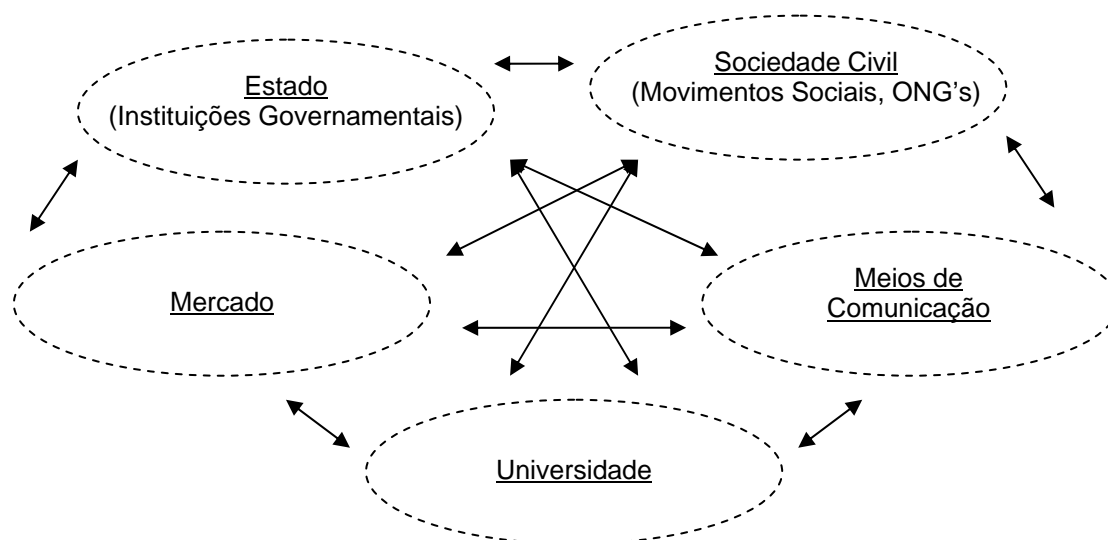 Estado
(Instituições Governamentais)
Sociedade Civil
(Movimentos Sociais, ONG’s)
Mercado
Meios de
Comunicação
Universidade